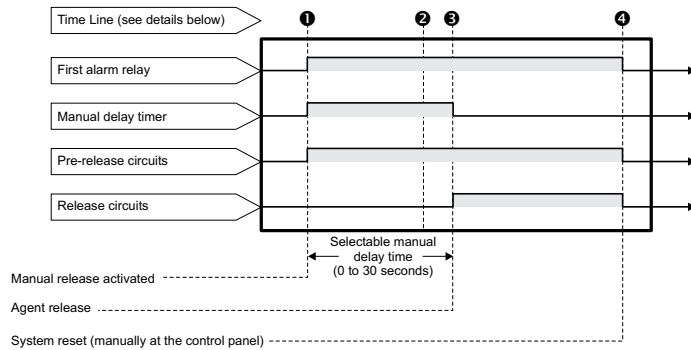 Time Line (see details below)
❶ ❷ ❸ ❹
First alarm relay
Manual delay timer
Pre-release circuits
Release circuits
Selectable manual
delay time
(0 to 30 seconds)
Manual release activated
Agent release
System reset (manually at the control panel)